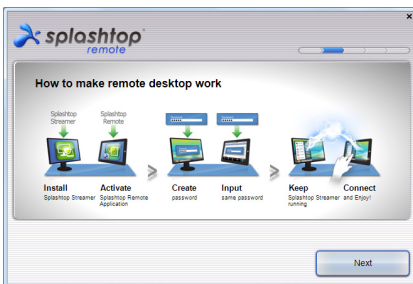 splashtop
remote
How to make remote desktop work
Splashtop Streamer
Splashtop Remote
Install
Splashtop Streamer
Activate
Splashtop Remote Application
Create
password
Input
same password
Keep
Splashtop Streamer running
Connect
and Enjoy!
Next